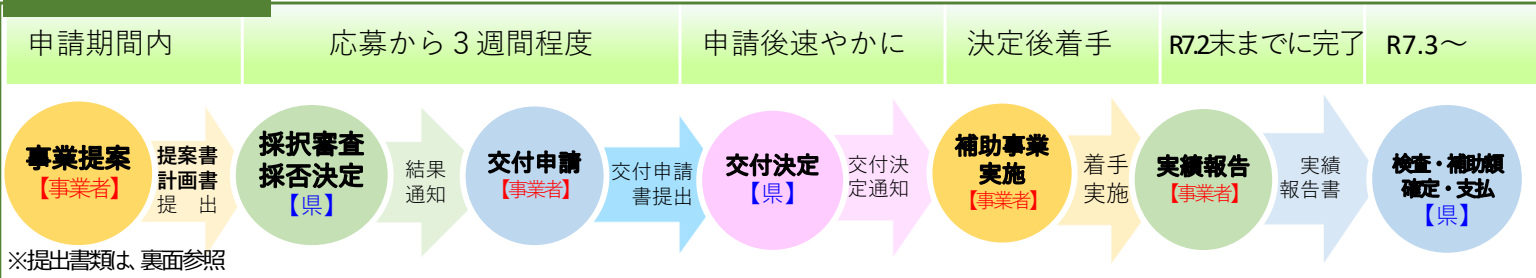 申請期間内
応募から３週間程度
申請後速やかに
決定後着手
R7.2末までに完了
R7.3～
事業提案
【事業者】
提案書
計画書
提 出
採択審査
採否決定
【県】
結果
通知
交付申請
【事業者】
交付申請
書提出
交付決定
【県】
交付決
定通知
補助事業
実施
【事業者】
着手
実施
実績報告
【事業者】
実績
報告書
検査・補助額
確定・支払
【県】
※提出書類は、裏面参照